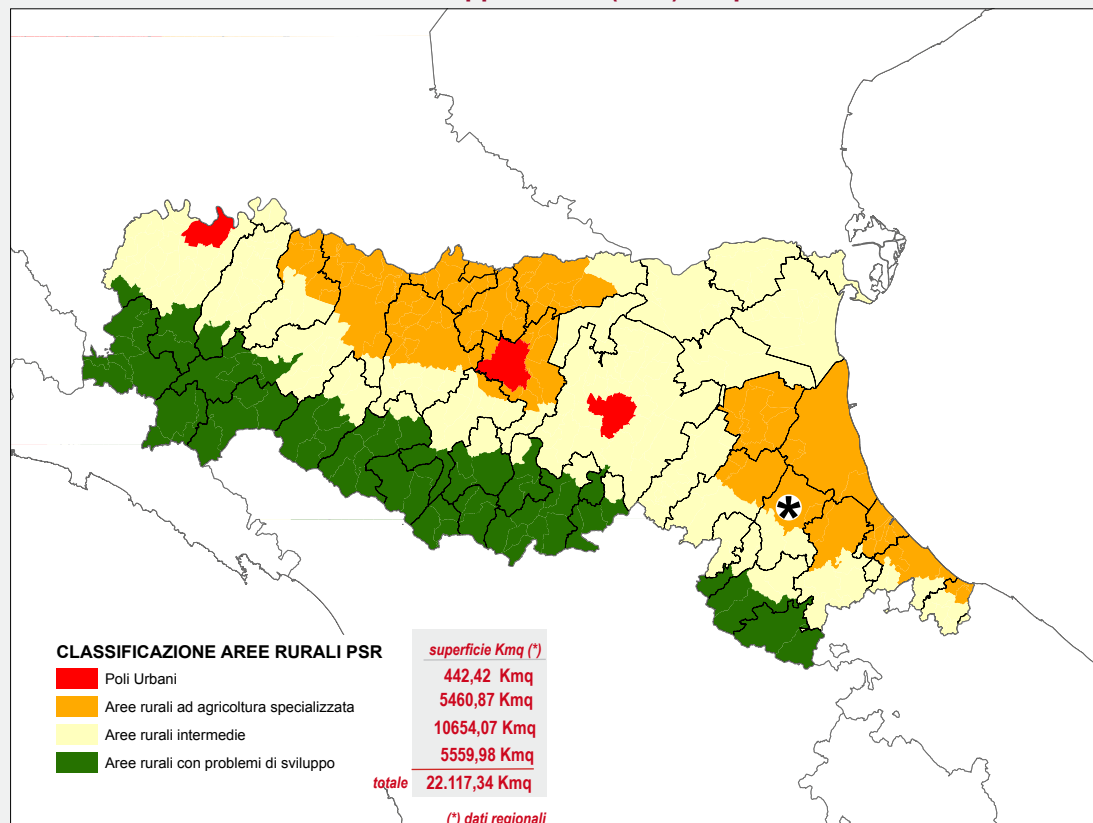 CLASSIFICAZIONE AREE RURALI PSR
superficie Kmq (*)
Poli Urbani
442,42 Kmq
Aree rurali ad agricoltura specializzata
5460,87 Kmq
Aree rurali intermedie
10654,07 Kmq
Aree rurali con problemi di sviluppo
5559,98 Kmq
totale 22.117,34 Kmq
(*) dati regionali
*